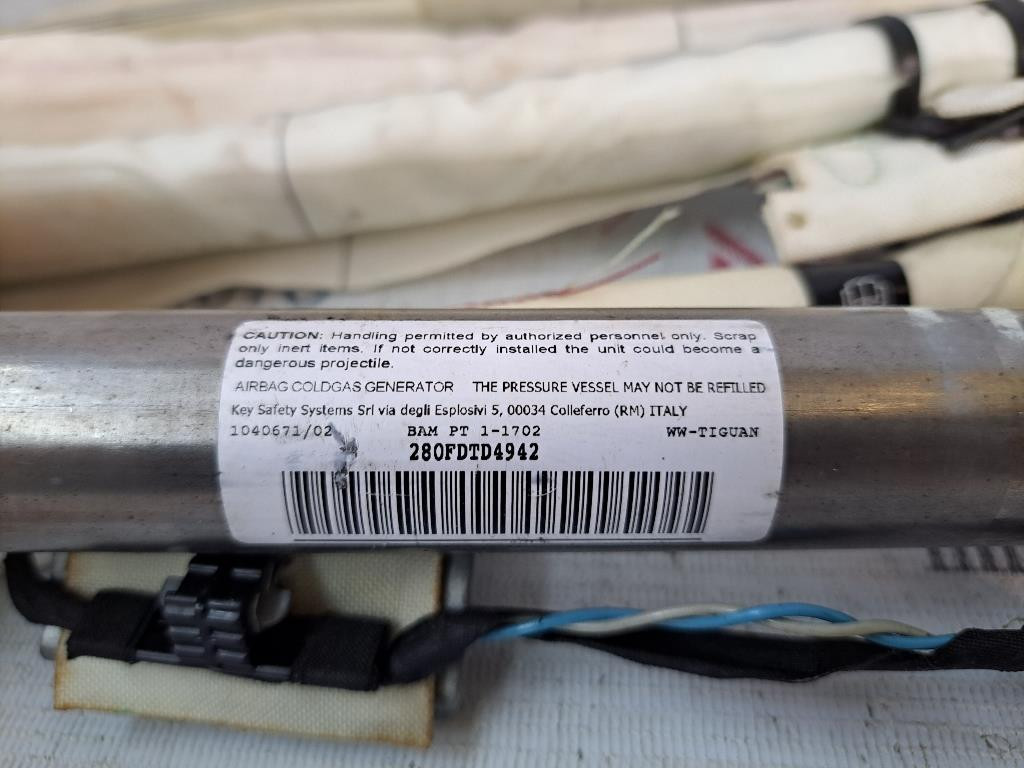 CAUTION: Handling permitted by authorized personnel only. Scrap
only inert items. If not correctly installed the unit could become a
dangerous projectile.
AIRBAG COLDGAS GENERATOR THE PRESSURE VESSEL MAY NOT BE REFILLED
Key Safety Systems Srl via degli Esplosivi 5, 00034 Colleferro (RM) ITALY
1040671/02 BAM PT 1-1702 WW-TIGUAN
280FDTD4942